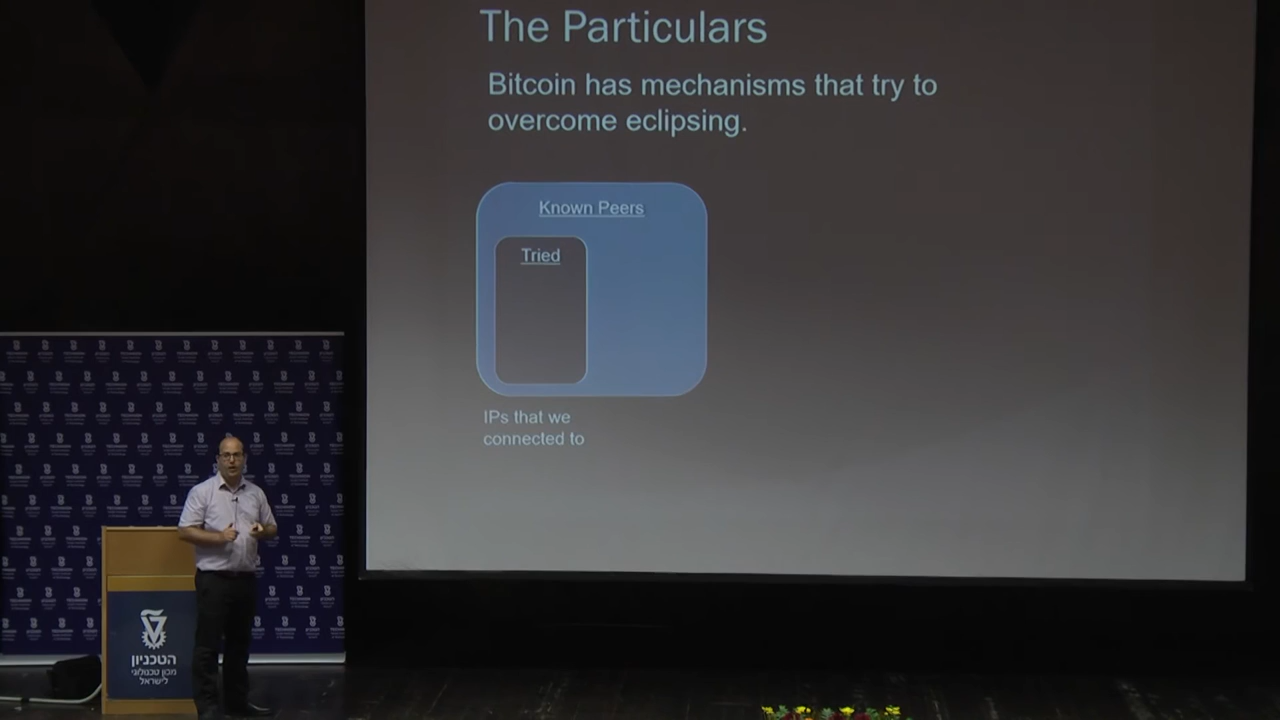 The Particulars
Bitcoin has mechanisms that try to
overcome eclipsing.
Known Peers
Tried
IPs that we
connected to
הטכניון
מכון טכנולוגי
לישראל